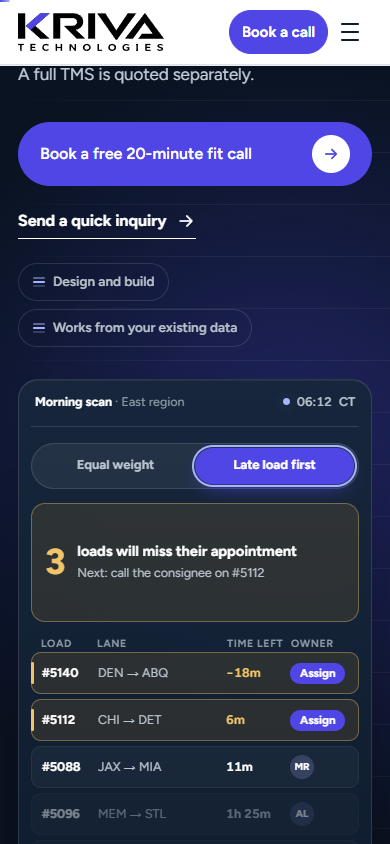 KRIVA
TECHNOLOGIES
Book a call
A full TMS is quoted separately.
Book a free 20-minute fit call
Send a quick inquiry →
Design and build
Works from your existing data
Morning scan · East region
06:12 CT
Equal weight
Late load first
3
loads will miss their appointment
Next: call the consignee on #5112
LOAD LANE TIME LEFT OWNER
#5140 DEN → ABQ −18m Assign
#5112 CHI → DET 6m Assign
#5088 JAX → MIA 11m MR
#5096 MEM → STL 1h 25m AL